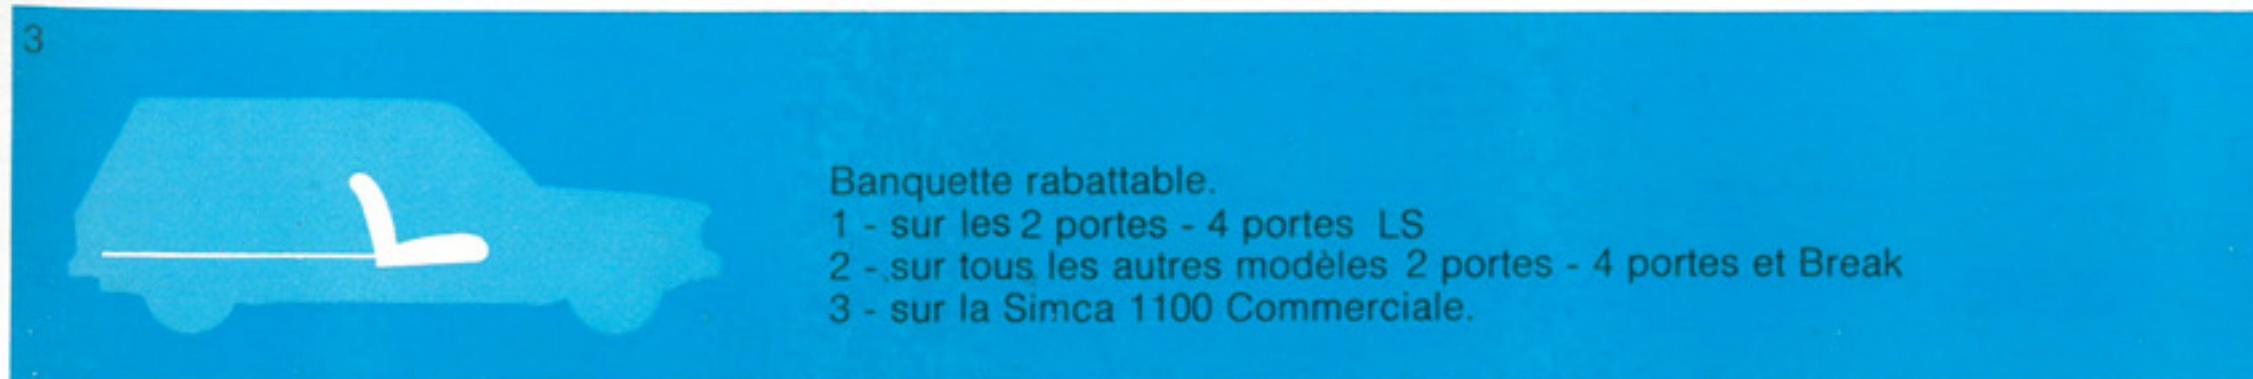 3
Banquette rabattable.
1 - sur les 2 portes - 4 portes LS
2 - sur tous les autres modèles 2 portes - 4 portes et Break
3 - sur la Simca 1100 Commerciale.